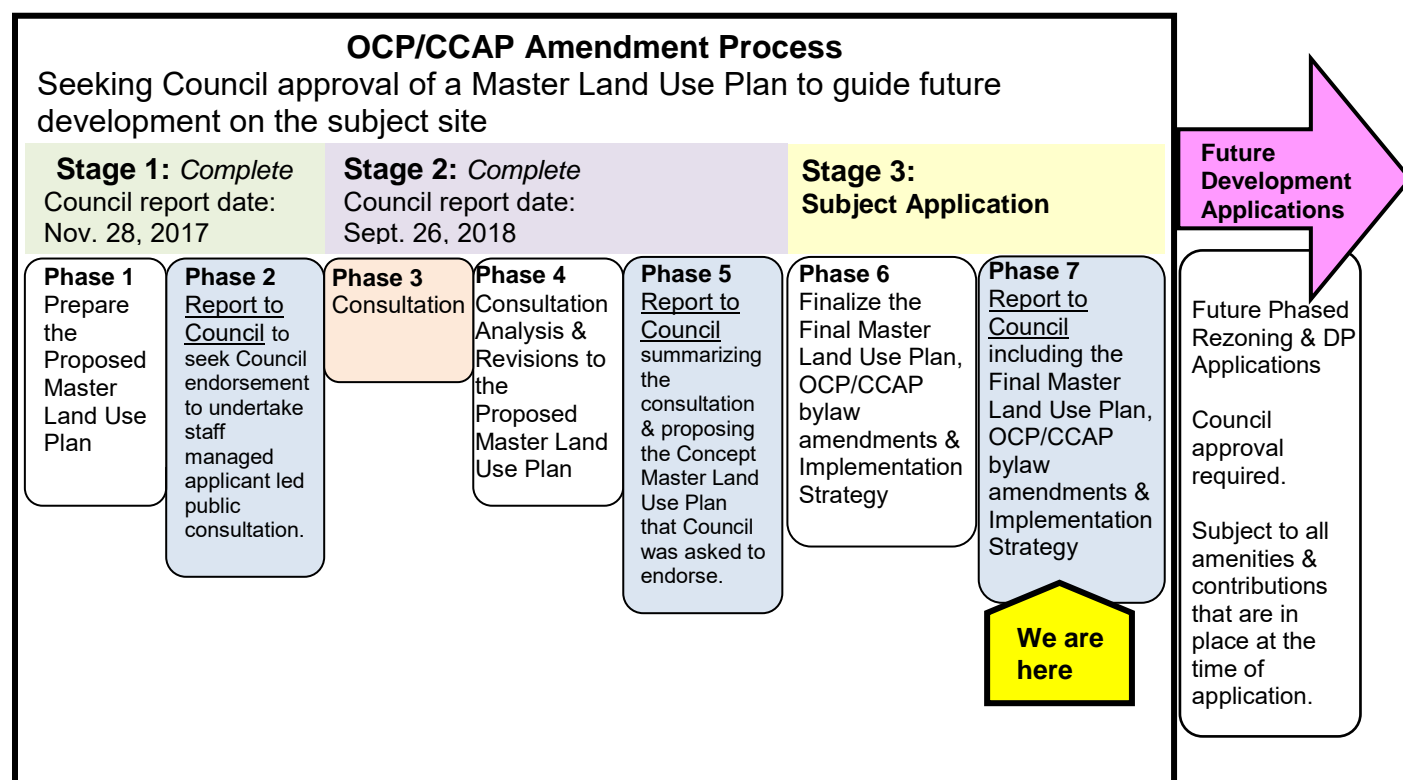 OCP/CCAP Amendment Process
Seeking Council approval of a Master Land Use Plan to guide future
development on the subject site
Stage 1: Complete
Council report date:
Nov. 28, 2017
Stage 2: Complete
Council report date:
Sept. 26, 2018
Stage 3:
Subject Application
Future
Development
Applications
Phase 1
Prepare
the
Proposed
Master
Land Use
Plan
Phase 2
Report to
Council to
seek Council
endorsement
to undertake
staff
managed
applicant led
public
consultation.
Phase 3
Consultation
Phase 4
Consultation
Analysis &
Revisions to
the
Proposed
Master Land
Use Plan
Phase 5
Report to
Council
summarizing
the
consultation
& proposing
the Concept
Master Land
Use Plan
that Council
was asked to
endorse.
Phase 6
Finalize the
Final Master
Land Use Plan,
OCP/CCAP
bylaw
amendments &
Implementation
Strategy
Phase 7
Report to
Council
including the
Final Master
Land Use Plan,
OCP/CCAP
bylaw
amendments &
Implementation
Strategy
We are
here
Future Phased
Rezoning & DP
Applications
Council
approval
required.
Subject to all
amenities &
contributions
that are in
place at the
time of
application.